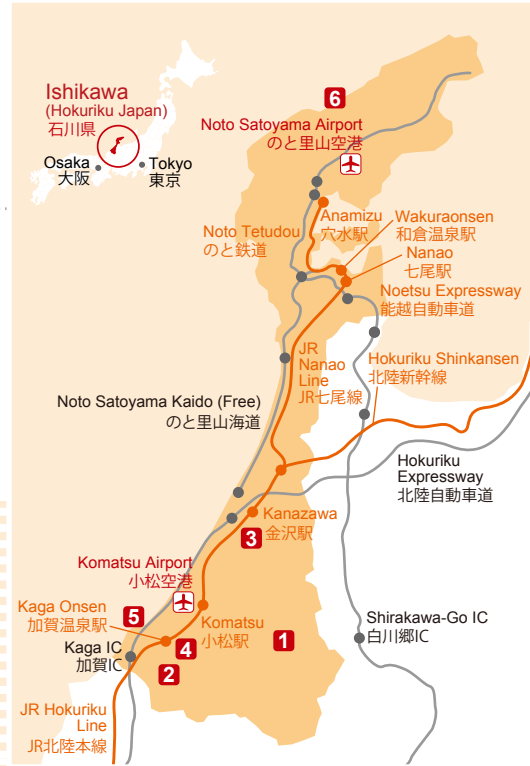 Ishikawa
(Hokuriku Japan)
石川県
Osaka
大阪
Tokyo
東京
6
Noto Satoyama Airport
のと里山空港
Anamizu
穴水駅
Wakuraonsen
和倉温泉駅
Noto Tetudou
のと鉄道
Nanao
七尾駅
Noetsu Expressway
能越自動車道
JR
Nanao
Line
JR七尾線
Hokuriku Shinkansen
北陸新幹線
Noto Satoyama Kaido (Free)
のと里山海道
Hokuriku
Expressway
北陸自動車道
Kanazawa
金沢駅
3
Komatsu Airport
小松空港
Kaga Onsen
加賀温泉駅
5
Komatsu
小松駅
1
Shirakawa-Go IC
白川郷IC
Kaga IC
加賀IC
4
2
JR Hokuriku
Line
JR北陸本線